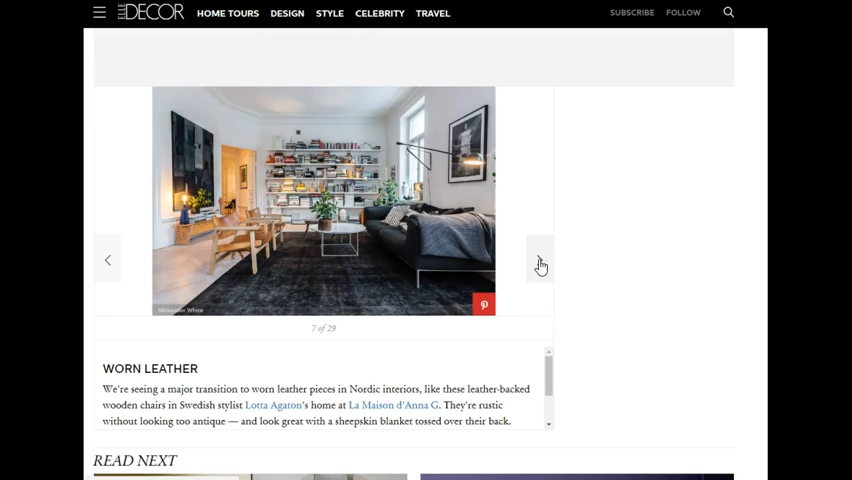 ELLE DECOR HOME TOURS DESIGN STYLE CELEBRITY TRAVEL SUBSCRIBE FOLLOW
Alexander White
7 of 29
WORN LEATHER
We're seeing a major transition to worn leather pieces in Nordic interiors, like these leather-backed
wooden chairs in Swedish stylist Lotta Agaton's home at La Maison d'Anna G. They're rustic
without looking too antique — and look great with a sheepskin blanket tossed over their back.
READ NEXT